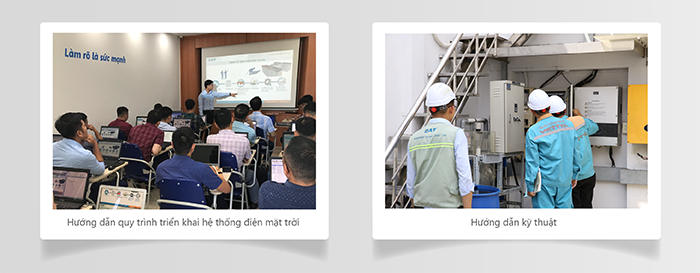 Làm rõ là sức mạnh
Hướng dẫn quy trình triển khai hệ thống điện mặt trời
DAT
Hướng dẫn kỹ thuật